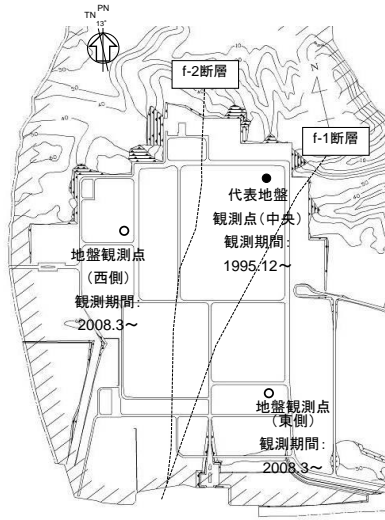 PN
TN
13°
f-2断層
f-1断層
N
代表地盤
観測点(中央)
観測期間:
1995.12~
地盤観測点
(西側)
観測期間:
2008.3~
地盤観測点
(東側)
観測期間:
2008.3~